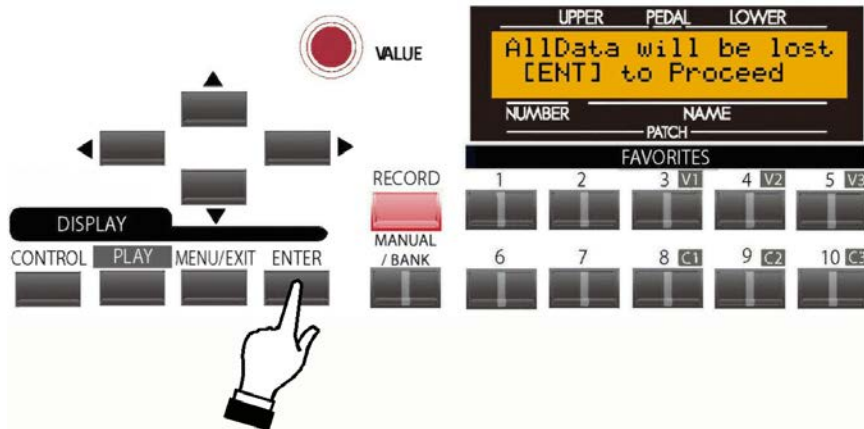 UPPER PEDAL LOWER
AllData will be lost
[ENT] to Proceed
NUMBER NAME
PATCH
VALUE
FAVORITES
RECORD
1 2 3 V1 4 V2 5 V3
DISPLAY
MANUAL
/ BANK
CONTROL PLAY MENU/EXIT ENTER
6 7 8 C1 9 C2 10 C3